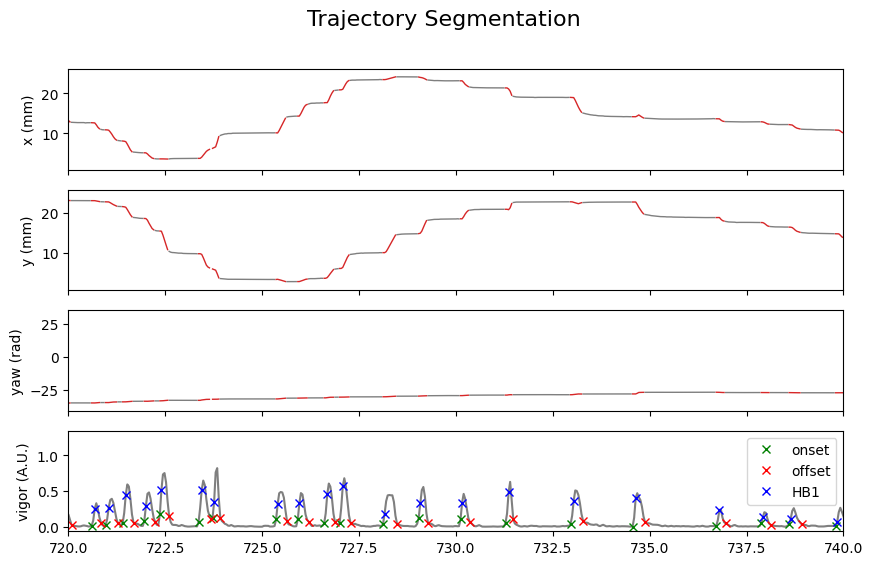 Trajectory Segmentation
x (mm)
20
10
y (mm)
20
10
yaw (rad)
25
0
−25
vigor (A.U.)
1.0
0.5
0.0
onset
offset
HB1
720.0 722.5 725.0 727.5 730.0 732.5 735.0 737.5 740.0